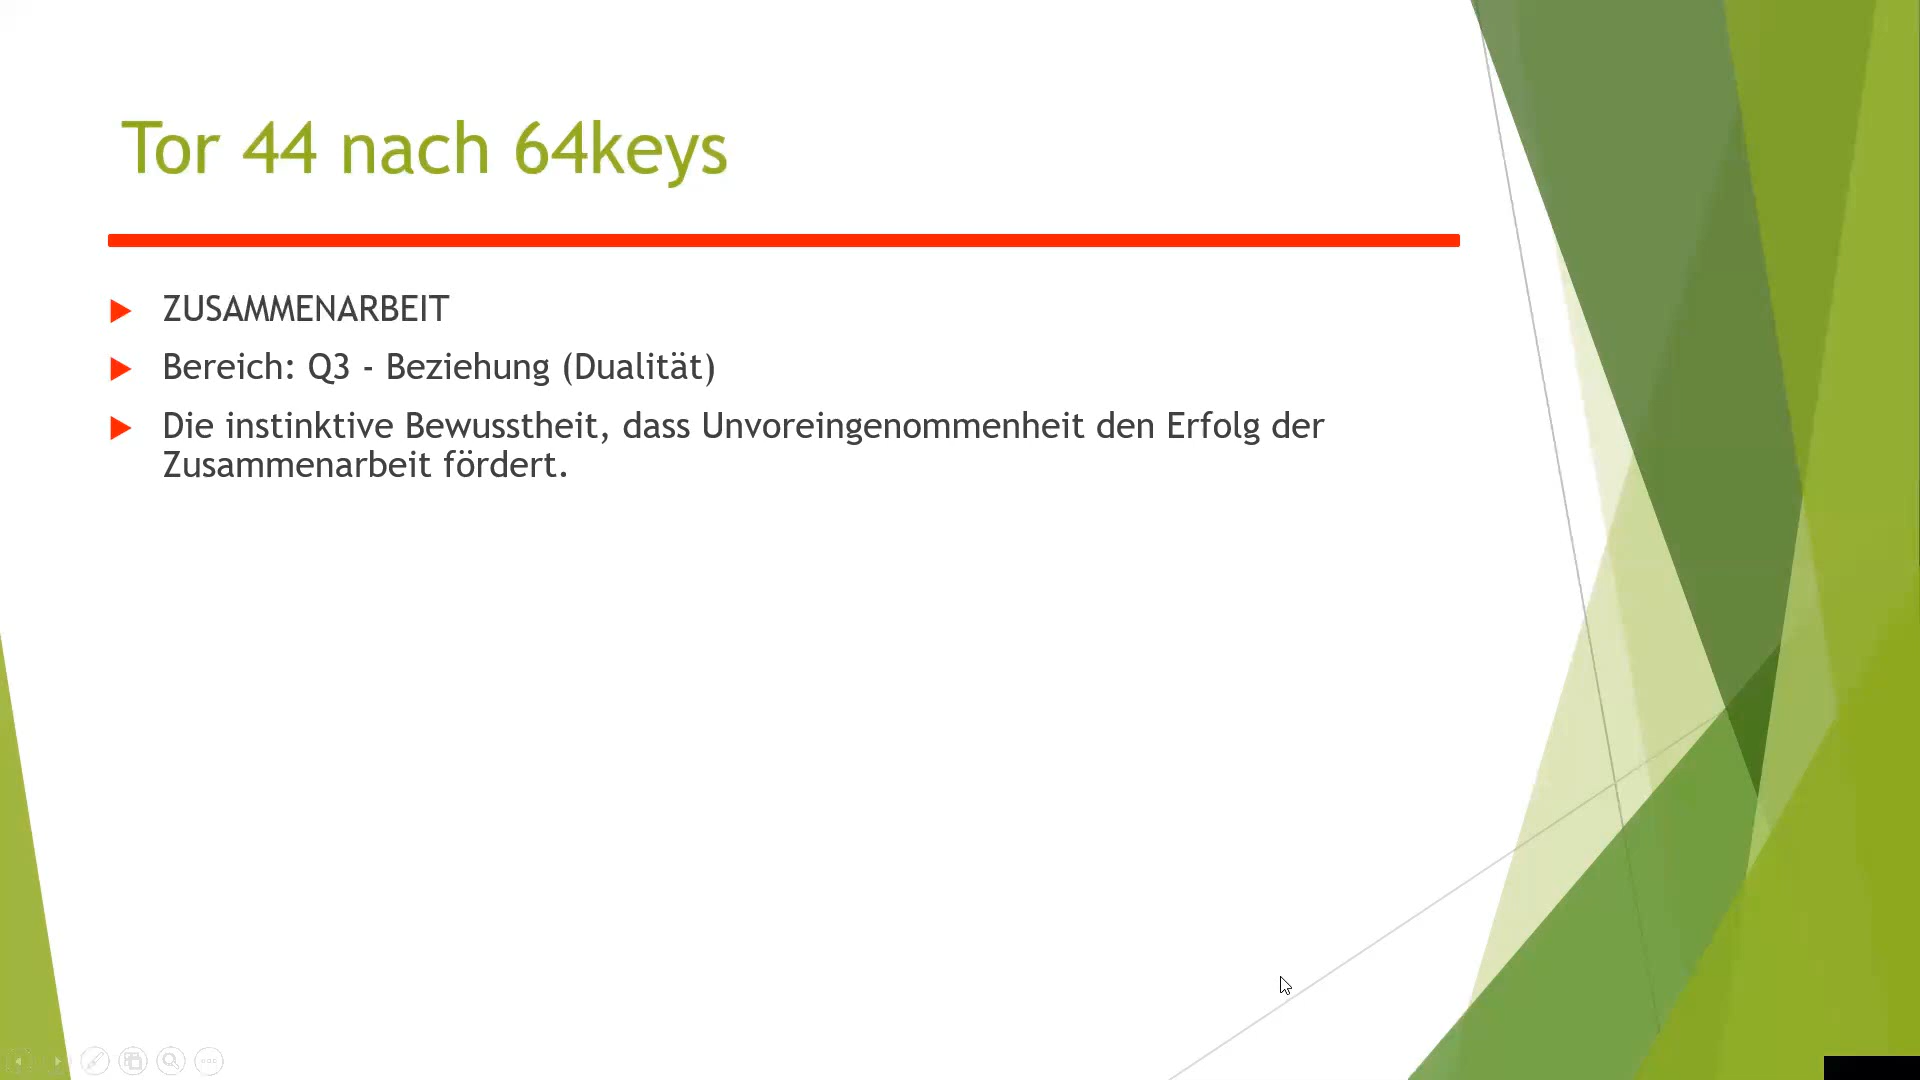 Tor 44 nach 64keys
ZUSAMMENARBEIT
Bereich: Q3 - Beziehung (Dualität)
Die instinktive Bewusstheit, dass Unvoreingenommenheit den Erfolg der
Zusammenarbeit fördert.